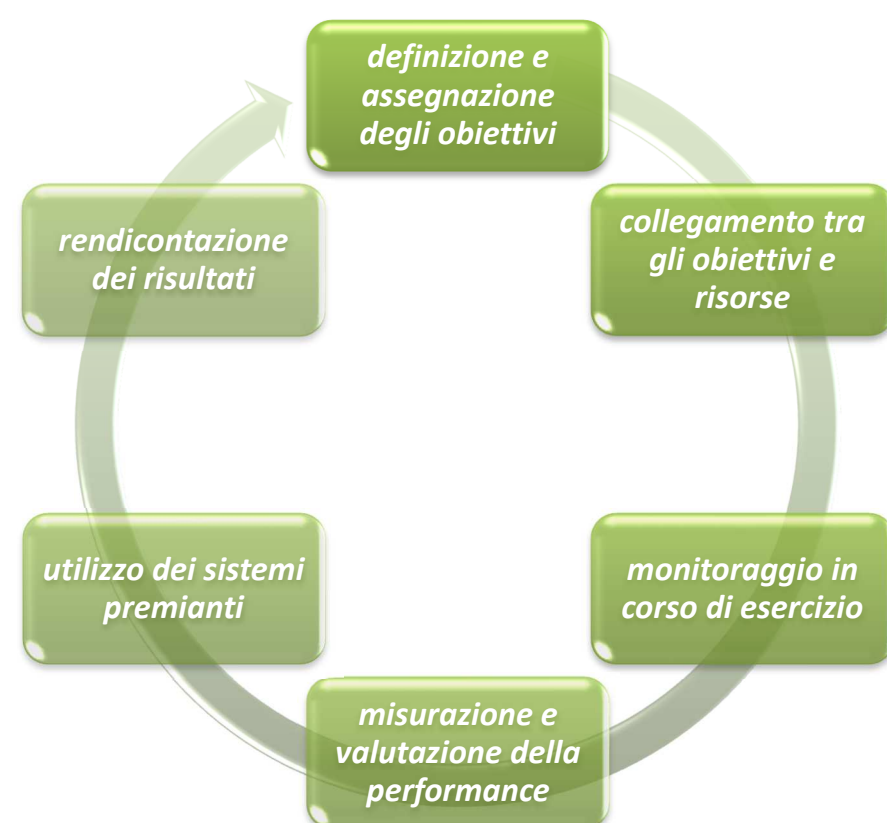 definizione e
assegnazione
degli obiettivi
collegamento tra
gli obiettivi e
risorse
monitoraggio in
corso di esercizio
misurazione e
valutazione della
performance
utilizzo dei sistemi
premianti
rendicontazione
dei risultati